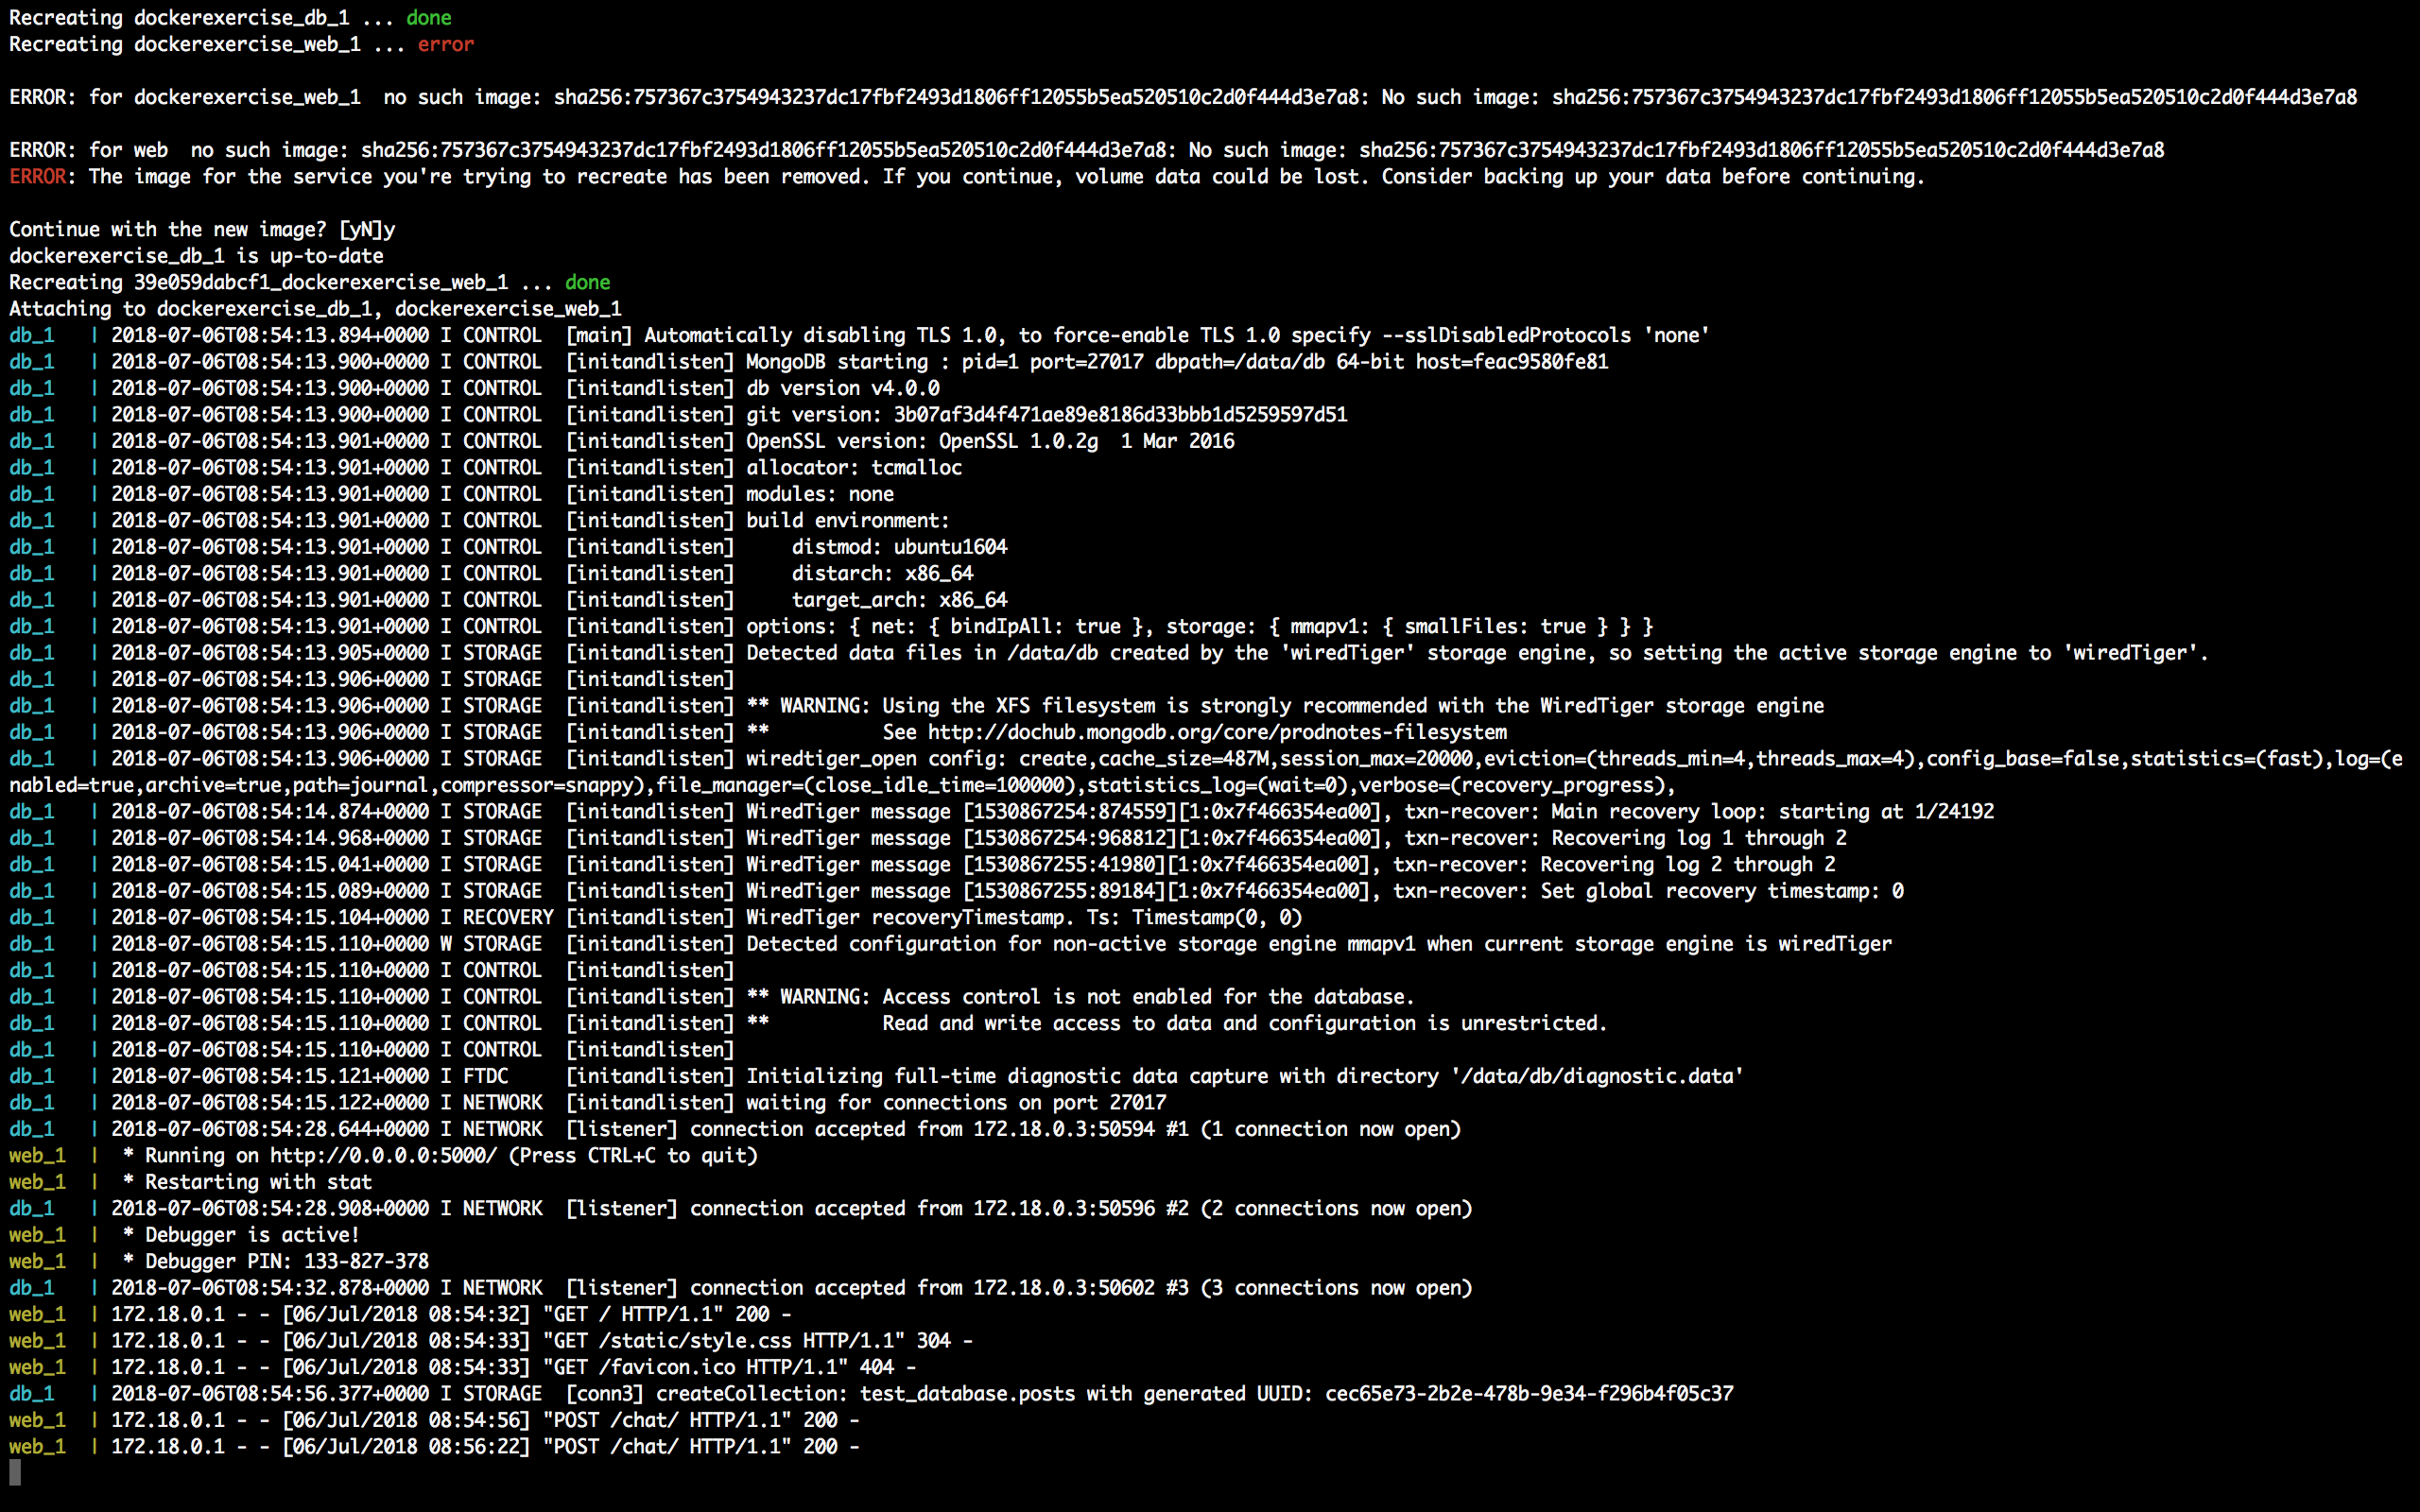 Recreating dockerexercise_db_1 ... done
Recreating dockerexercise_web_1 ... error

ERROR: for dockerexercise_web_1  no such image: sha256:757367c3754943237dc17fbf2493d1806ff12055b5ea520510c2d0f444d3e7a8: No such image: sha256:757367c3754943237dc17fbf2493d1806ff12055b5ea520510c2d0f444d3e7a8

ERROR: for web  no such image: sha256:757367c3754943237dc17fbf2493d1806ff12055b5ea520510c2d0f444d3e7a8: No such image: sha256:757367c3754943237dc17fbf2493d1806ff12055b5ea520510c2d0f444d3e7a8
ERROR: The image for the service you're trying to recreate has been removed. If you continue, volume data could be lost. Consider backing up your data before continuing.

Continue with the new image? [yN]y
dockerexercise_db_1 is up-to-date
Recreating 39e059dabcf1_dockerexercise_web_1 ... done
Attaching to dockerexercise_db_1, dockerexercise_web_1
db_1   | 2018-07-06T08:54:13.894+0000 I CONTROL  [main] Automatically disabling TLS 1.0, to force-enable TLS 1.0 specify --sslDisabledProtocols 'none'
db_1   | 2018-07-06T08:54:13.900+0000 I CONTROL  [initandlisten] MongoDB starting : pid=1 port=27017 dbpath=/data/db 64-bit host=feac9580fe81
db_1   | 2018-07-06T08:54:13.900+0000 I CONTROL  [initandlisten] db version v4.0.0
db_1   | 2018-07-06T08:54:13.900+0000 I CONTROL  [initandlisten] git version: 3b07af3d4f471ae89e8186d33bbb1d5259597d51
db_1   | 2018-07-06T08:54:13.901+0000 I CONTROL  [initandlisten] OpenSSL version: OpenSSL 1.0.2g  1 Mar 2016
db_1   | 2018-07-06T08:54:13.901+0000 I CONTROL  [initandlisten] allocator: tcmalloc
db_1   | 2018-07-06T08:54:13.901+0000 I CONTROL  [initandlisten] modules: none
db_1   | 2018-07-06T08:54:13.901+0000 I CONTROL  [initandlisten] build environment:
db_1   | 2018-07-06T08:54:13.901+0000 I CONTROL  [initandlisten]     distmod: ubuntu1604
db_1   | 2018-07-06T08:54:13.901+0000 I CONTROL  [initandlisten]     distarch: x86_64
db_1   | 2018-07-06T08:54:13.901+0000 I CONTROL  [initandlisten]     target_arch: x86_64
db_1   | 2018-07-06T08:54:13.901+0000 I CONTROL  [initandlisten] options: { net: { bindIpAll: true }, storage: { mmapv1: { smallFiles: true } } }
db_1   | 2018-07-06T08:54:13.905+0000 I STORAGE  [initandlisten] Detected data files in /data/db created by the 'wiredTiger' storage engine, so setting the active storage engine to 'wiredTiger'.
db_1   | 2018-07-06T08:54:13.906+0000 I STORAGE  [initandlisten]
db_1   | 2018-07-06T08:54:13.906+0000 I STORAGE  [initandlisten] ** WARNING: Using the XFS filesystem is strongly recommended with the WiredTiger storage engine
db_1   | 2018-07-06T08:54:13.906+0000 I STORAGE  [initandlisten] **          See http://dochub.mongodb.org/core/prodnotes-filesystem
db_1   | 2018-07-06T08:54:13.906+0000 I STORAGE  [initandlisten] wiredtiger_open config: create,cache_size=487M,session_max=20000,eviction=(threads_min=4,threads_max=4),config_base=false,statistics=(fast),log=(e
nabled=true,archive=true,path=journal,compressor=snappy),file_manager=(close_idle_time=100000),statistics_log=(wait=0),verbose=(recovery_progress),
db_1   | 2018-07-06T08:54:14.874+0000 I STORAGE  [initandlisten] WiredTiger message [1530867254:874559][1:0x7f466354ea00], txn-recover: Main recovery loop: starting at 1/24192
db_1   | 2018-07-06T08:54:14.968+0000 I STORAGE  [initandlisten] WiredTiger message [1530867254:968812][1:0x7f466354ea00], txn-recover: Recovering log 1 through 2
db_1   | 2018-07-06T08:54:15.041+0000 I STORAGE  [initandlisten] WiredTiger message [1530867255:41980][1:0x7f466354ea00], txn-recover: Recovering log 2 through 2
db_1   | 2018-07-06T08:54:15.089+0000 I STORAGE  [initandlisten] WiredTiger message [1530867255:89184][1:0x7f466354ea00], txn-recover: Set global recovery timestamp: 0
db_1   | 2018-07-06T08:54:15.104+0000 I RECOVERY [initandlisten] WiredTiger recoveryTimestamp. Ts: Timestamp(0, 0)
db_1   | 2018-07-06T08:54:15.110+0000 W STORAGE  [initandlisten] Detected configuration for non-active storage engine mmapv1 when current storage engine is wiredTiger
db_1   | 2018-07-06T08:54:15.110+0000 I CONTROL  [initandlisten]
db_1   | 2018-07-06T08:54:15.110+0000 I CONTROL  [initandlisten] ** WARNING: Access control is not enabled for the database.
db_1   | 2018-07-06T08:54:15.110+0000 I CONTROL  [initandlisten] **          Read and write access to data and configuration is unrestricted.
db_1   | 2018-07-06T08:54:15.110+0000 I CONTROL  [initandlisten]
db_1   | 2018-07-06T08:54:15.121+0000 I FTDC     [initandlisten] Initializing full-time diagnostic data capture with directory '/data/db/diagnostic.data'
db_1   | 2018-07-06T08:54:15.122+0000 I NETWORK  [initandlisten] waiting for connections on port 27017
db_1   | 2018-07-06T08:54:28.644+0000 I NETWORK  [listener] connection accepted from 172.18.0.3:50594 #1 (1 connection now open)
web_1  |  * Running on http://0.0.0.0:5000/ (Press CTRL+C to quit)
web_1  |  * Restarting with stat
db_1   | 2018-07-06T08:54:28.908+0000 I NETWORK  [listener] connection accepted from 172.18.0.3:50596 #2 (2 connections now open)
web_1  |  * Debugger is active!
web_1  |  * Debugger PIN: 133-827-378
db_1   | 2018-07-06T08:54:32.878+0000 I NETWORK  [listener] connection accepted from 172.18.0.3:50602 #3 (3 connections now open)
web_1  | 172.18.0.1 - - [06/Jul/2018 08:54:32] "GET / HTTP/1.1" 200 -
web_1  | 172.18.0.1 - - [06/Jul/2018 08:54:33] "GET /static/style.css HTTP/1.1" 304 -
web_1  | 172.18.0.1 - - [06/Jul/2018 08:54:33] "GET /favicon.ico HTTP/1.1" 404 -
db_1   | 2018-07-06T08:54:56.377+0000 I STORAGE  [conn3] createCollection: test_database.posts with generated UUID: cec65e73-2b2e-478b-9e34-f296b4f05c37
web_1  | 172.18.0.1 - - [06/Jul/2018 08:54:56] "POST /chat/ HTTP/1.1" 200 -
web_1  | 172.18.0.1 - - [06/Jul/2018 08:56:22] "POST /chat/ HTTP/1.1" 200 -